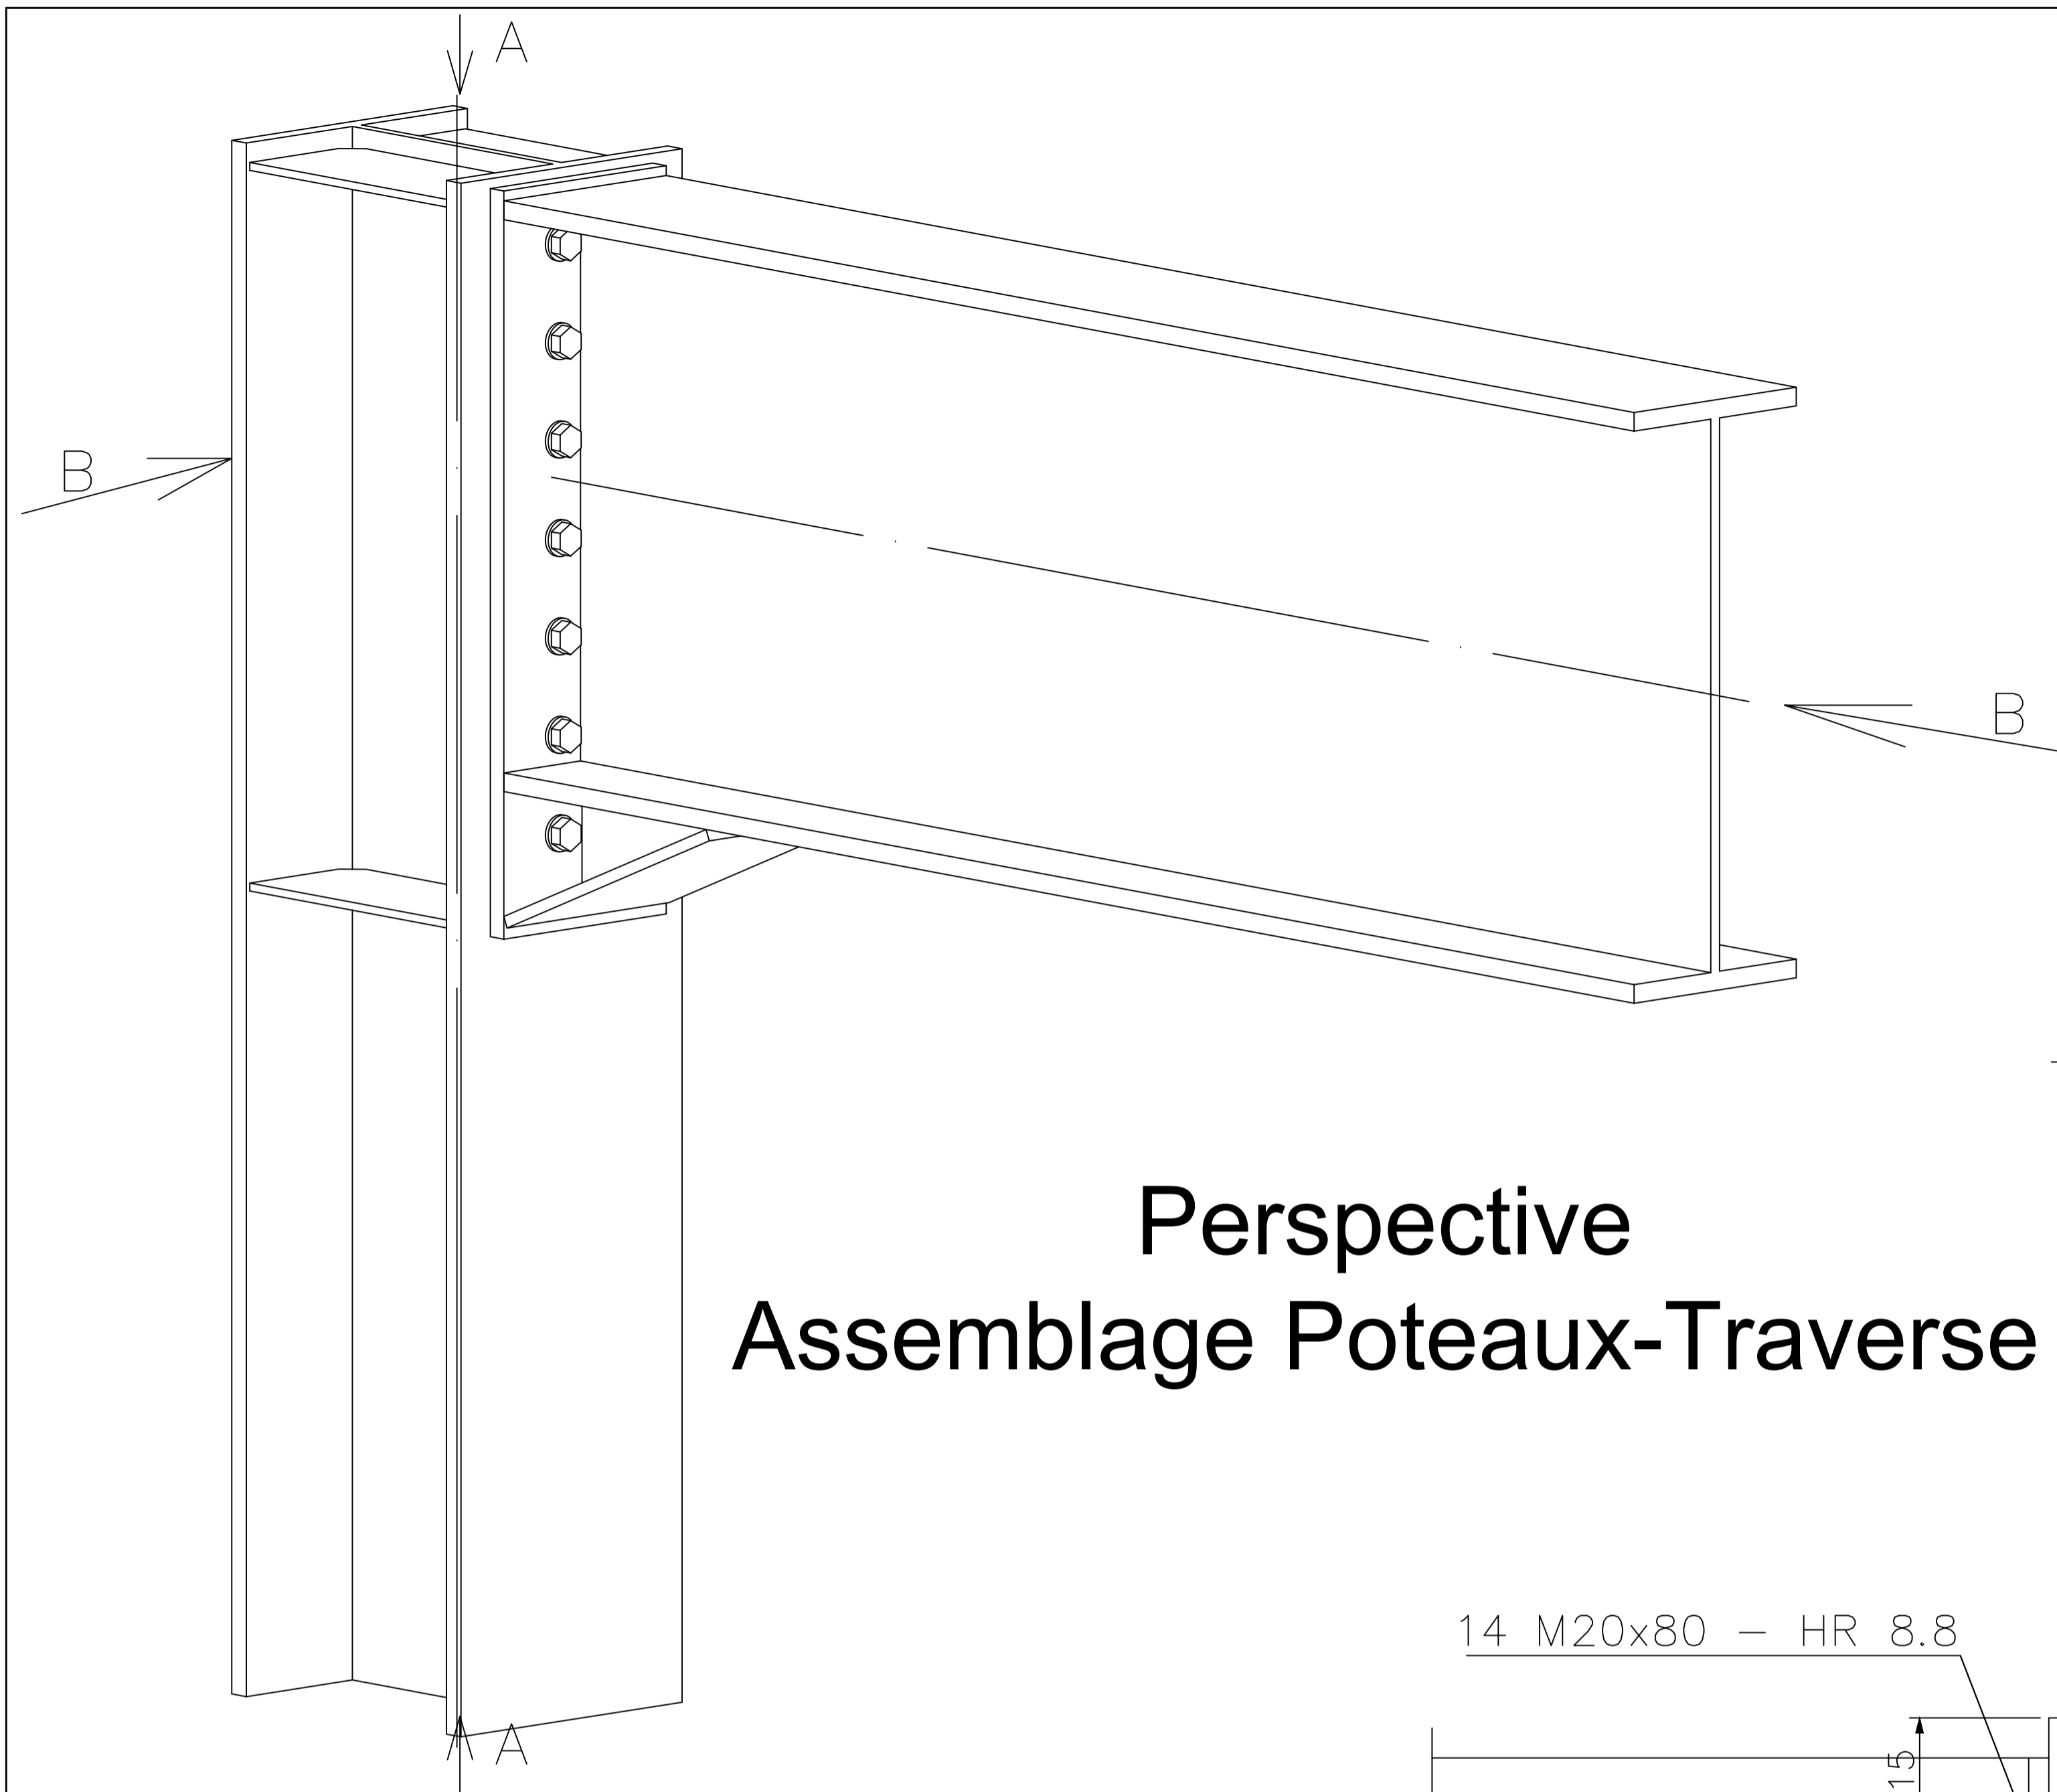 A
B
B
Perspective
Assemblage Poteaux-Traverse
14 M20x80 - HR 8.8
A
15